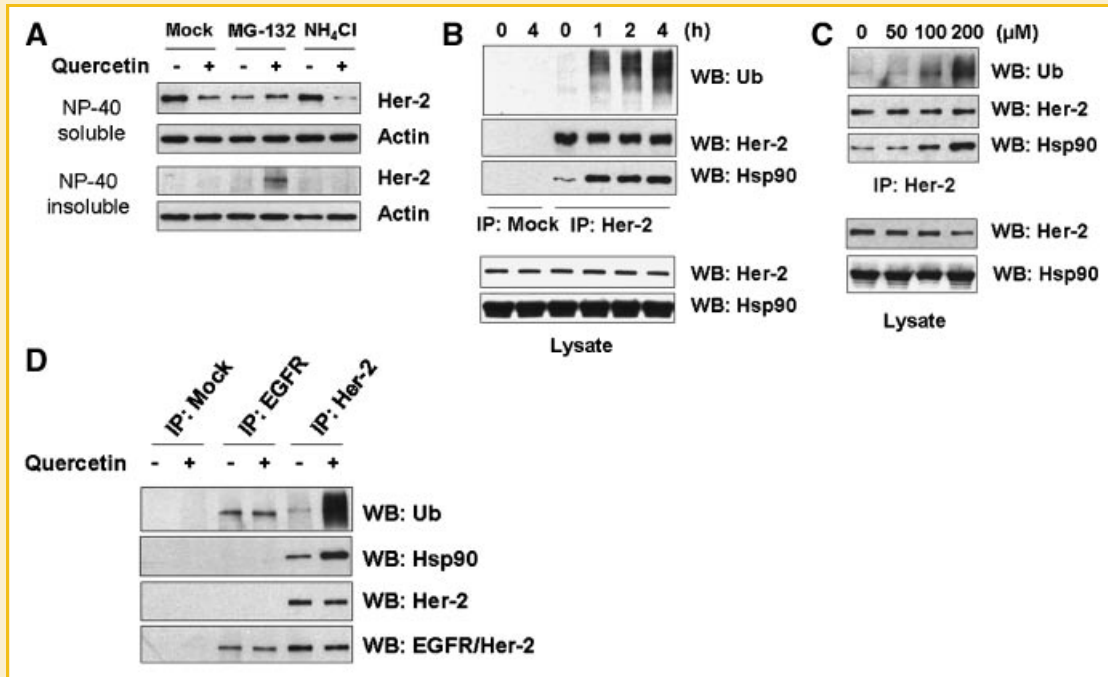 A
Mock MG-132 NH₄Cl
Quercetin - + - + - +
NP-40 soluble
Her-2
Actin
NP-40 insoluble
Her-2
Actin
B
0 4 0 1 2 4 (h)
WB: Ub
WB: Her-2
WB: Hsp90
IP: Mock IP: Her-2
WB: Her-2
WB: Hsp90
Lysate
C
0 50 100 200 (μM)
WB: Ub
WB: Her-2
WB: Hsp90
IP: Her-2
WB: Her-2
WB: Hsp90
Lysate
D
IP: Mock IP: EGFR IP: Her-2
Quercetin - + - + - +
WB: Ub
WB: Hsp90
WB: Her-2
WB: EGFR/Her-2